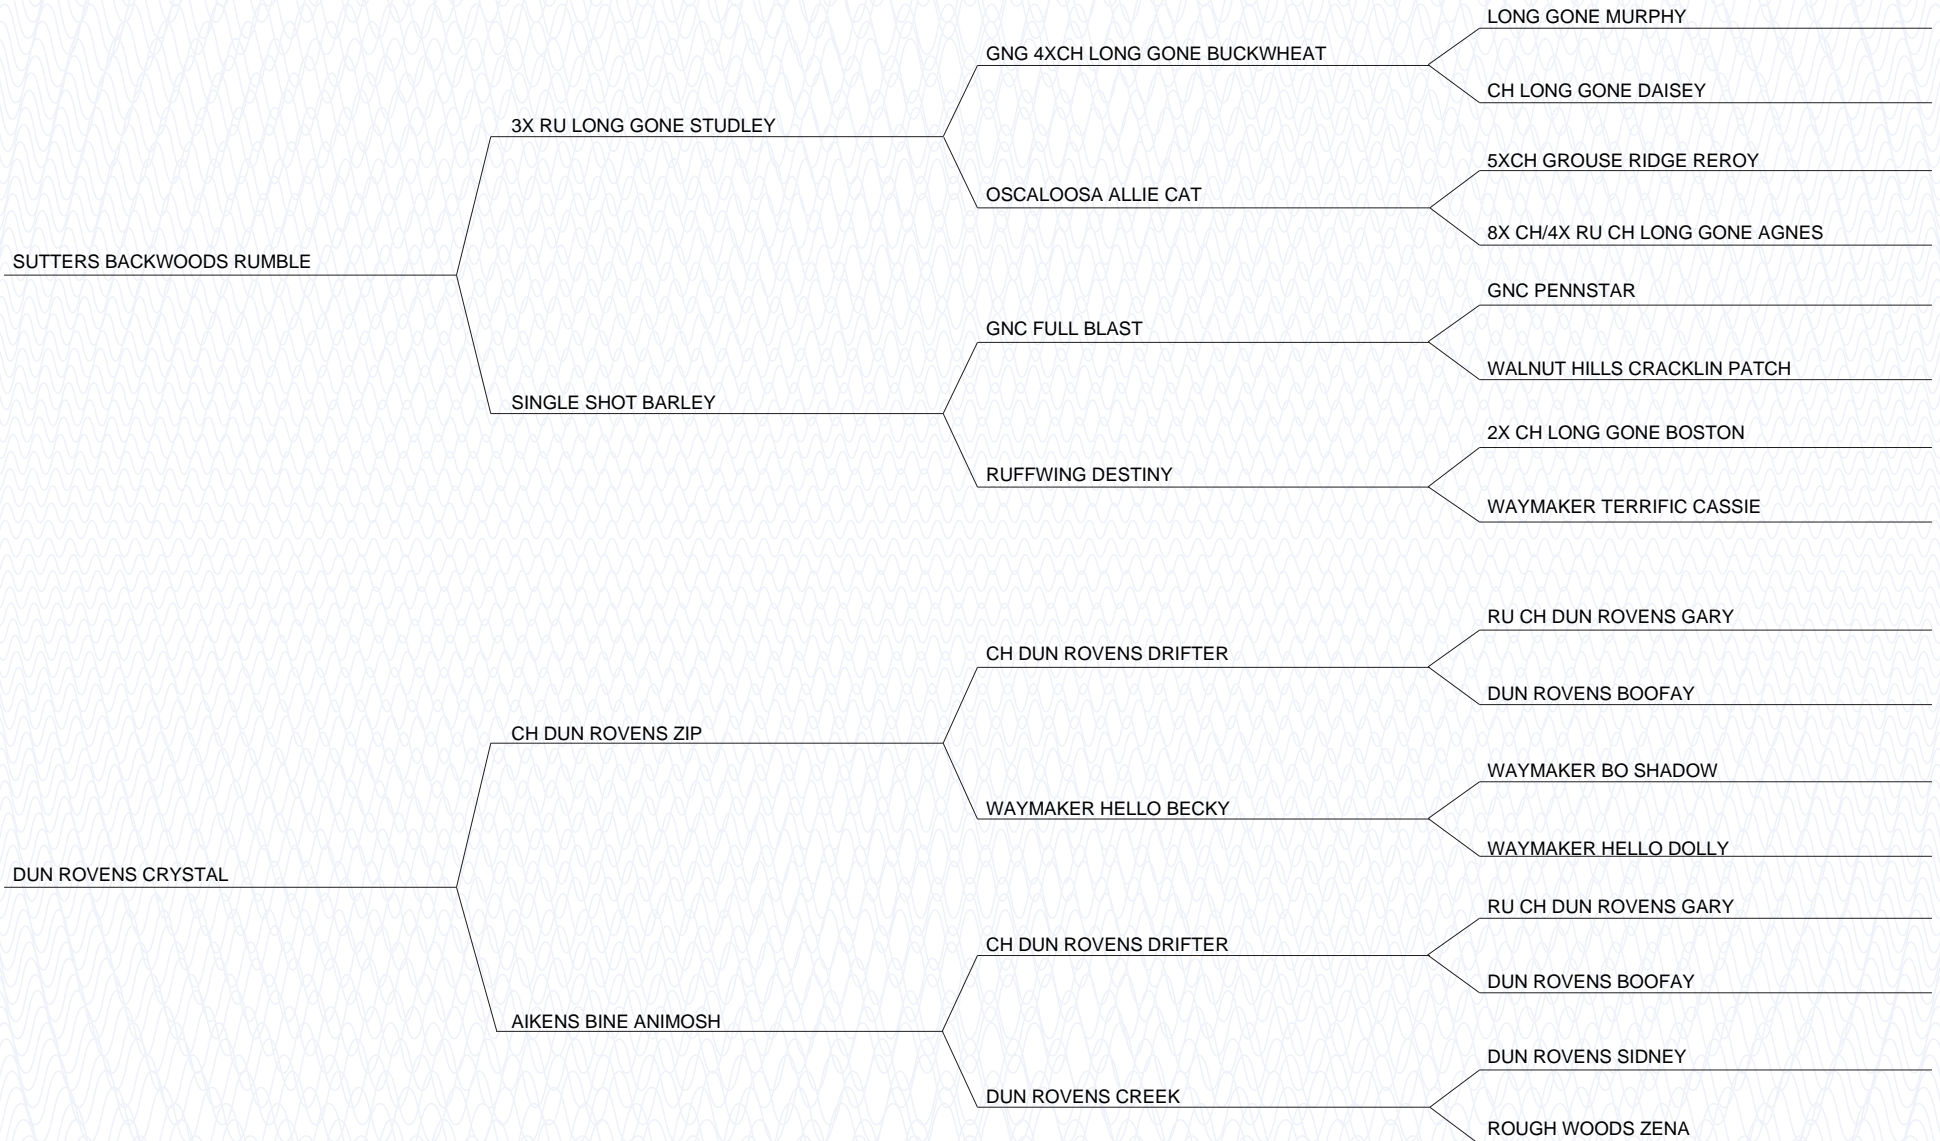 LONG GONE MURPHY
GNG 4XCH LONG GONE BUCKWHEAT
CH LONG GONE DAISEY
3X RU LONG GONE STUDLEY
5XCH GROUSE RIDGE REROY
OSCALOOSA ALLIE CAT
8X CH/4X RU CH LONG GONE AGNES
SUTTERS BACKWOODS RUMBLE
GNC PENNSTAR
GNC FULL BLAST
WALNUT HILLS CRACKLIN PATCH
SINGLE SHOT BARLEY
2X CH LONG GONE BOSTON
RUFFWING DESTINY
WAYMAKER TERRIFIC CASSIE
RU CH DUN ROVENS GARY
CH DUN ROVENS DRIFTER
DUN ROVENS BOOFAY
CH DUN ROVENS ZIP
WAYMAKER BO SHADOW
WAYMAKER HELLO BECKY
WAYMAKER HELLO DOLLY
DUN ROVENS CRYSTAL
RU CH DUN ROVENS GARY
CH DUN ROVENS DRIFTER
DUN ROVENS BOOFAY
AIKENS BINE ANIMOSH
DUN ROVENS SIDNEY
DUN ROVENS CREEK
ROUGH WOODS ZENA